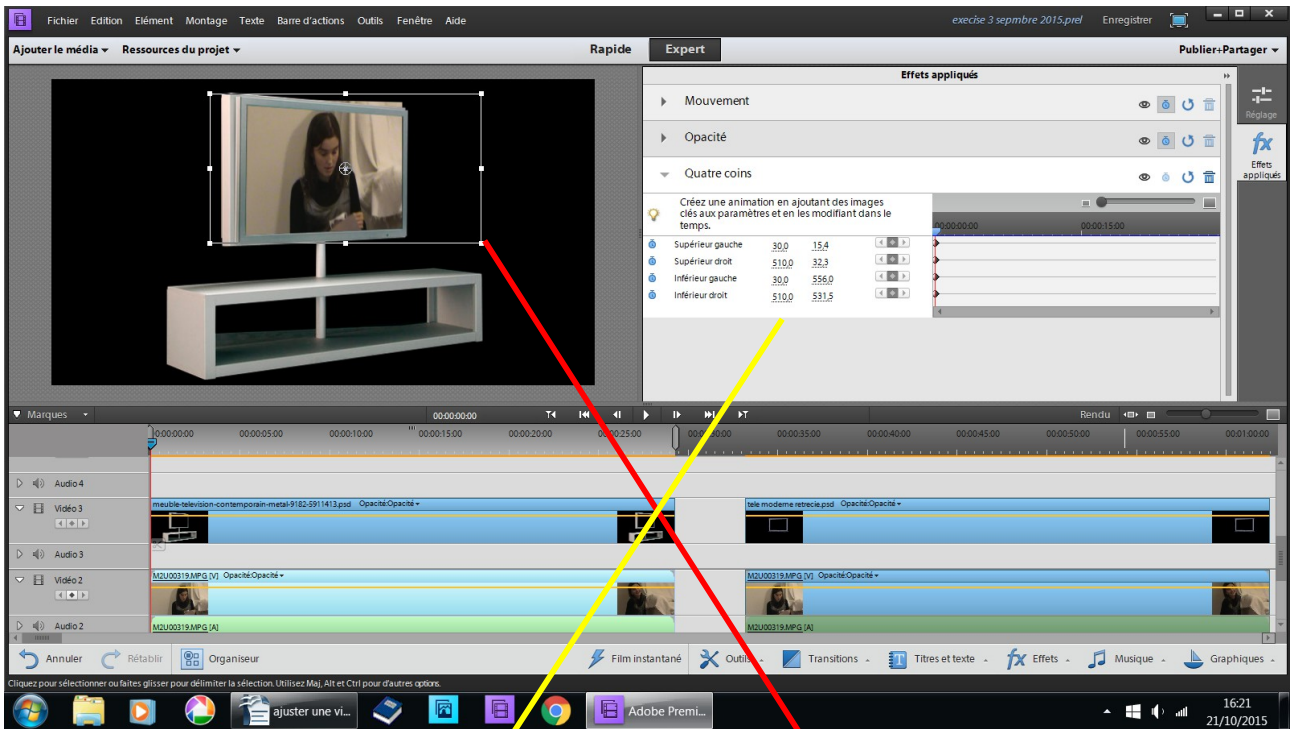 Fichier Edition Elément Montage Texte Barre d'actions Outils Fenêtre Aide
execise 3 sepmbre 2015.prel Enregistrer
Ajouter le média Ressources du projet Rapide Expert Publier+Partager
Effets appliqués
Mouvement
Réglage
Opacité
Effets
appliqués
Quatre coins
Créez une animation en ajoutant des images
clés aux paramètres et en les modifiant dans le
temps.
00:00:00:00 00:00:15:00
Supérieur gauche 30,0 15,4
Supérieur droit 510,0 32,3
Inférieur gauche 30,0 556,0
Inférieur droit 510,0 531,5
Marques 00:00:00:00 Rendu
00:00:00:00 00:00:05:00 00:00:10:00 00:00:15:00 00:00:20:00 00:00:25:00 00:00:30:00 00:00:35:00 00:00:40:00 00:00:45:00 00:00:50:00 00:00:55:00 00:01:00:00
Audio 4
Vidéo 3 meuble-television-contemporain-metal-9182-5911413.psd Opacité:Opacité tele moderne retrecie.psd Opacité:Opacité
Audio 3
Vidéo 2 M2U00319.MPG [V] Opacité:Opacité M2U00319.MPG [V] Opacité:Opacité
Audio 2 M2U00319.MPG [A] M2U00319.MPG [A]
Annuler Rétablir Organiseur Film instantané Outils Transitions Titres et texte Effets Musique Graphiques
Cliquez pour sélectionner ou faites glisser pour délimiter la sélection. Utilisez Maj, Alt et Ctrl pour d'autres options.
ajuster une vi... Adobe Premi... 16:21
21/10/2015